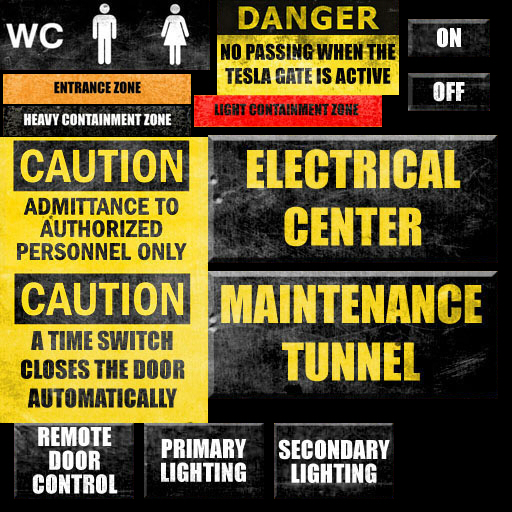 WC
DANGER
NO PASSING WHEN THE
TESLA GATE IS ACTIVE
ON
OFF
ENTRANCE ZONE
HEAVY CONTAINMENT ZONE
LIGHT CONTAINMENT ZONE
CAUTION
ADMITTANCE TO
AUTHORIZED
PERSONNEL ONLY
ELECTRICAL
CENTER
CAUTION
A TIME SWITCH
CLOSES THE DOOR
AUTOMATICALLY
MAINTENANCE
TUNNEL
REMOTE
DOOR
CONTROL
PRIMARY
LIGHTING
SECONDARY
LIGHTING